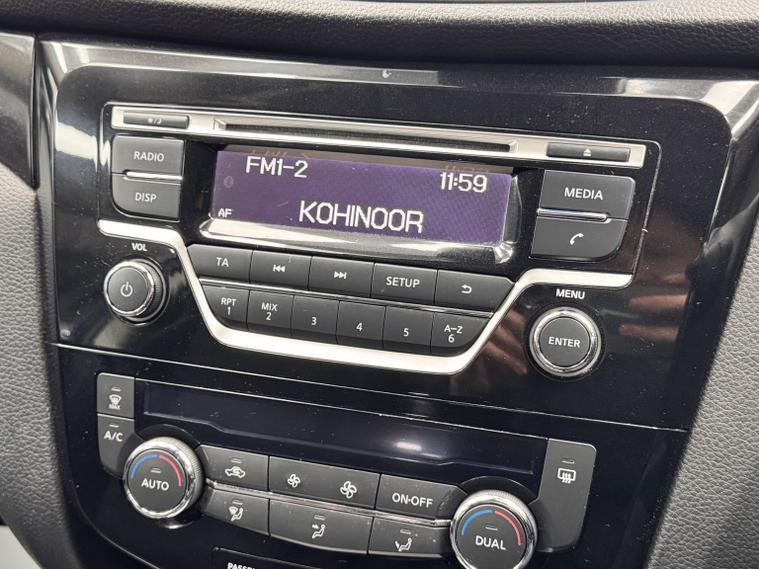 RADIO
DISP
FM1-2
11:59
AF
KOHINOOR
MEDIA
VOL
TA
SETUP
MENU
RPT
1
MIX
2
3
4
5
A-Z
6
ENTER
MAX
A/C
AUTO
ON·OFF
DUAL